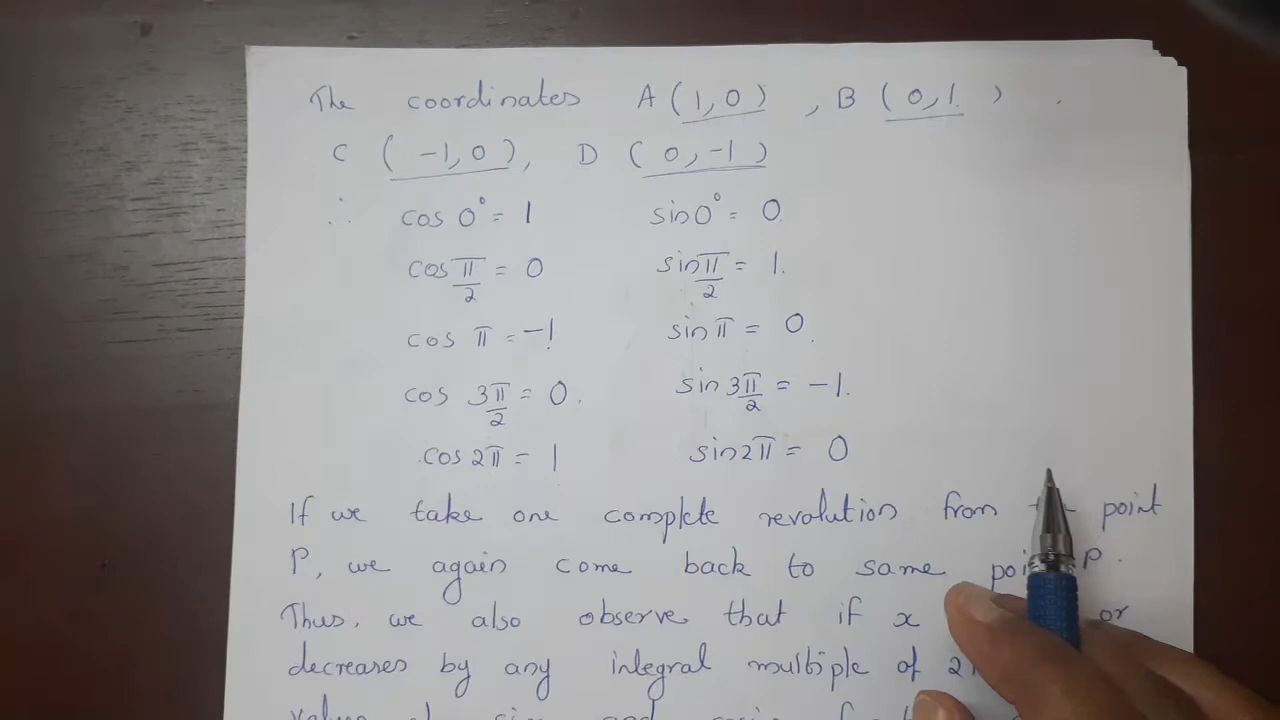 The coordinates A (1,0) , B (0,1)
C (-1,0), D (0,-1)
∴ cos 0° = 1 sin 0° = 0
cos π/2 = 0 sin π/2 = 1.
cos π = -1 sin π = 0.
cos 3π/2 = 0. sin 3π/2 = -1.
cos 2π = 1 sin 2π = 0
If we take one complete revolution from point
P, we again come back to same P.
Thus, we also observe that if x or
decreases by any integral multiple of